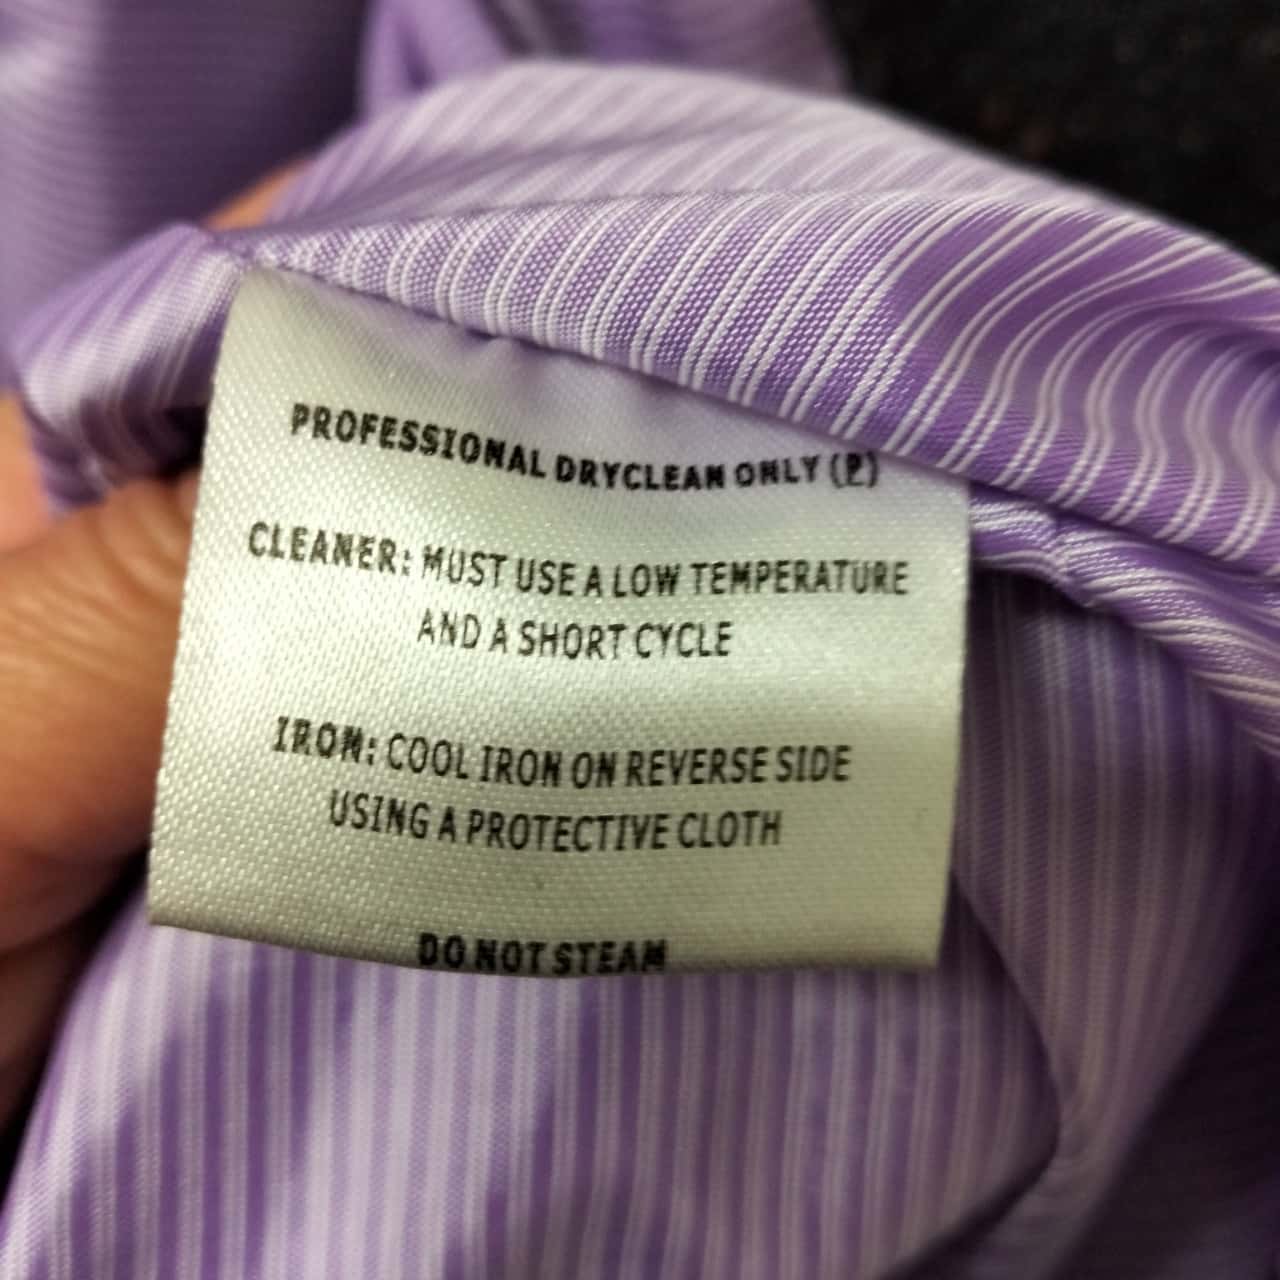 PROFESSIONAL DRYCLEAN ONLY (P)
CLEANER: MUST USE A LOW TEMPERATURE
AND A SHORT CYCLE
IRON: COOL IRON ON REVERSE SIDE
USING A PROTECTIVE CLOTH
DO NOT STEAM